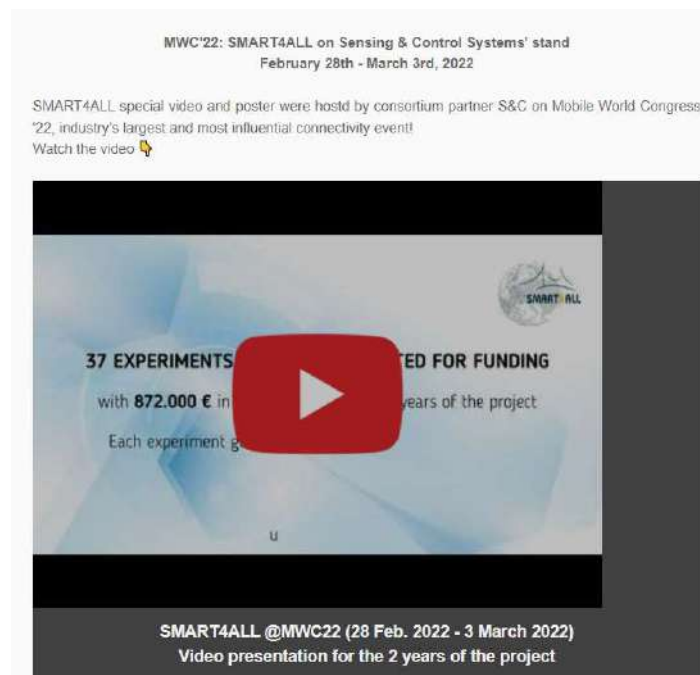 MWC'22: SMART4ALL on Sensing & Control Systems' stand
February 28th - March 3rd, 2022
SMART4ALL special video and poster were hostd by consortium partner S&C on Mobile World Congress
'22, industry's largest and most influential connectivity event!
Watch the video 👇
SMART4ALL
37 EXPERIMENTS TED FOR FUNDING
with 872.000 € in years of the project
Each experiment g
u
SMART4ALL @MWC22 (28 Feb. 2022 - 3 March 2022)
Video presentation for the 2 years of the project